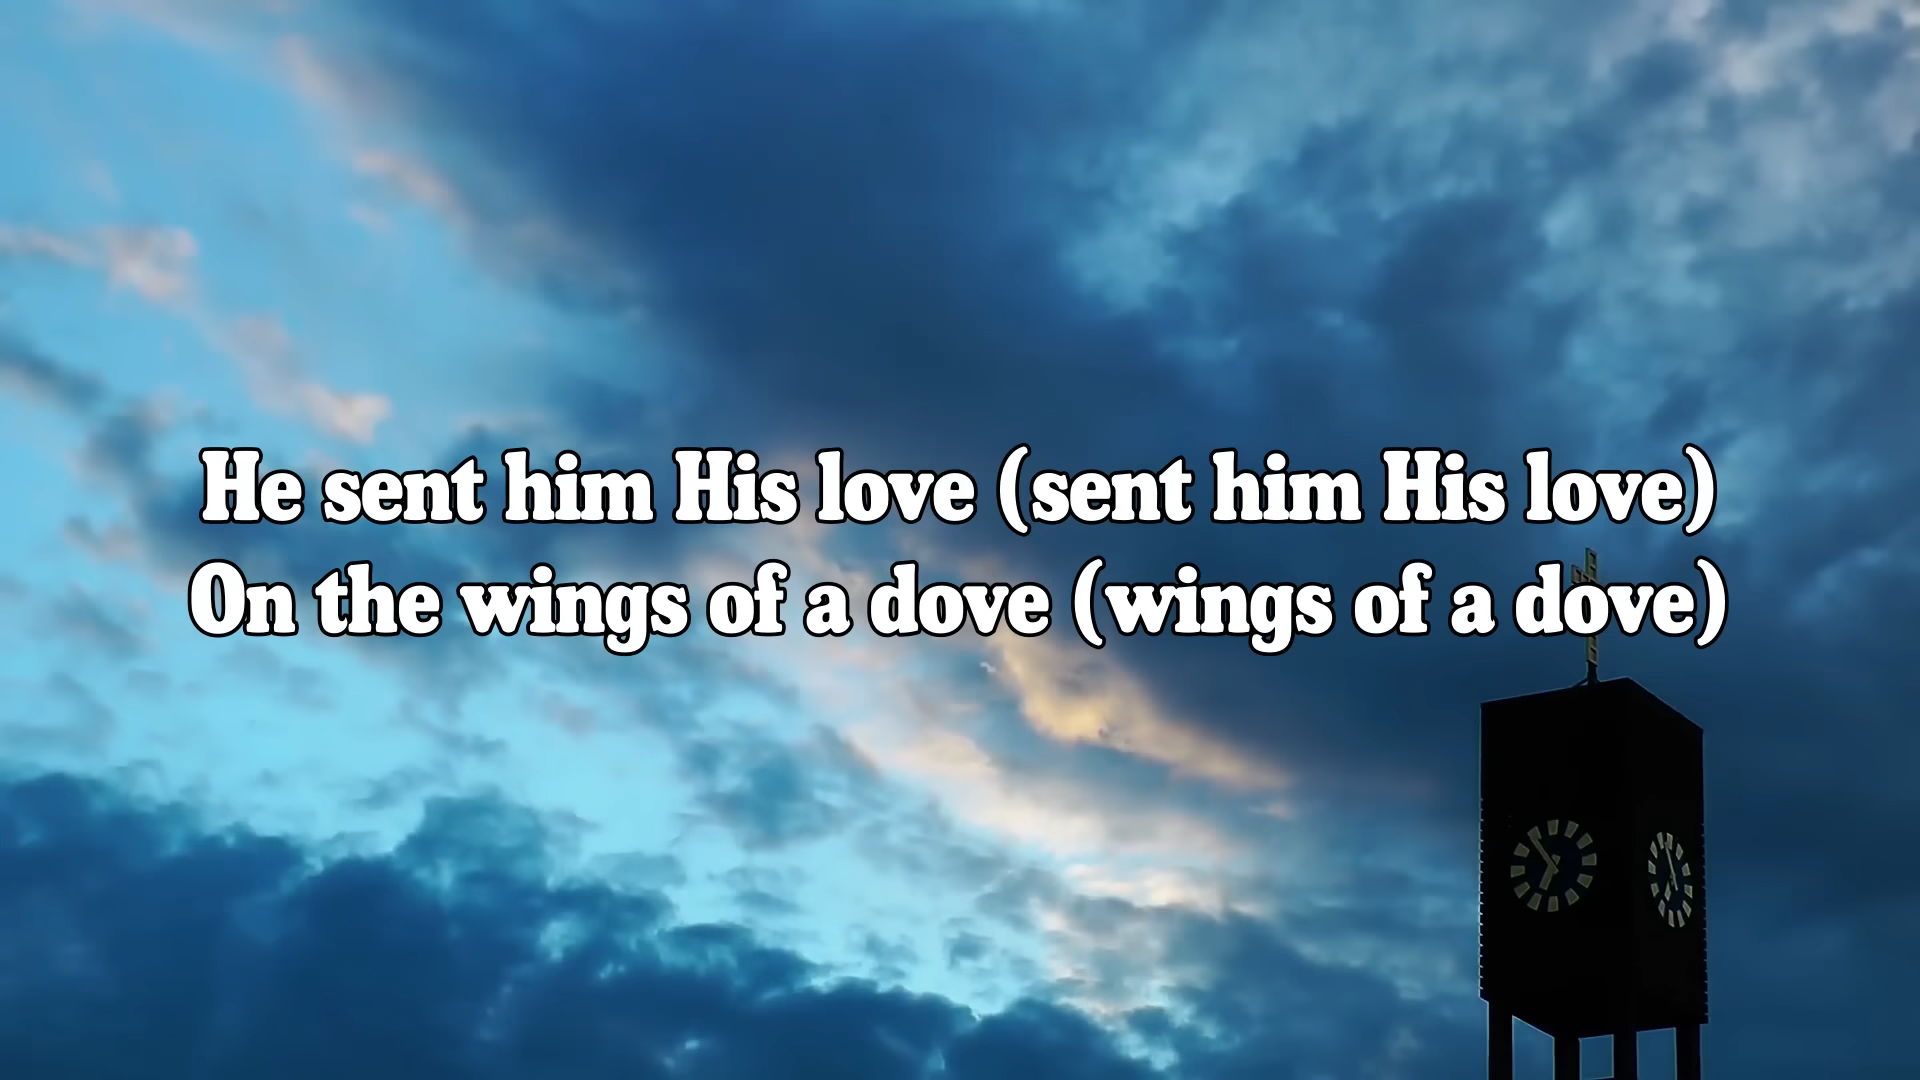 He sent him His love (sent him His love)
On the wings of a dove (wings of a dove)